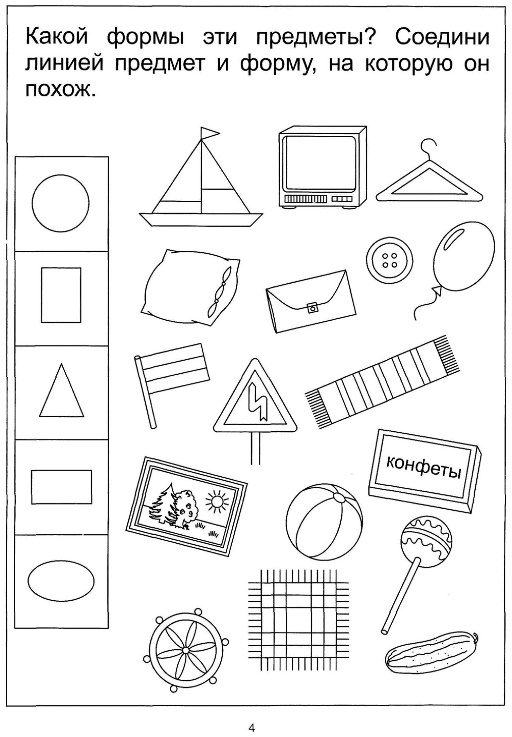 Какой формы эти предметы? Соедини
линией предмет и форму, на которую он
похож.
конфеты
4